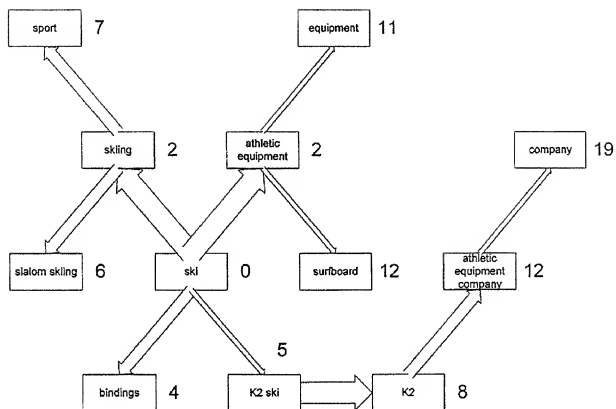 sport 7
equipment 11
skiing 2
athletic
equipment 2
company 19
slalom skiing 6
ski 0
surfboard 12
athletic
equipment
company 12
5
bindings 4
K2 ski
K2 8